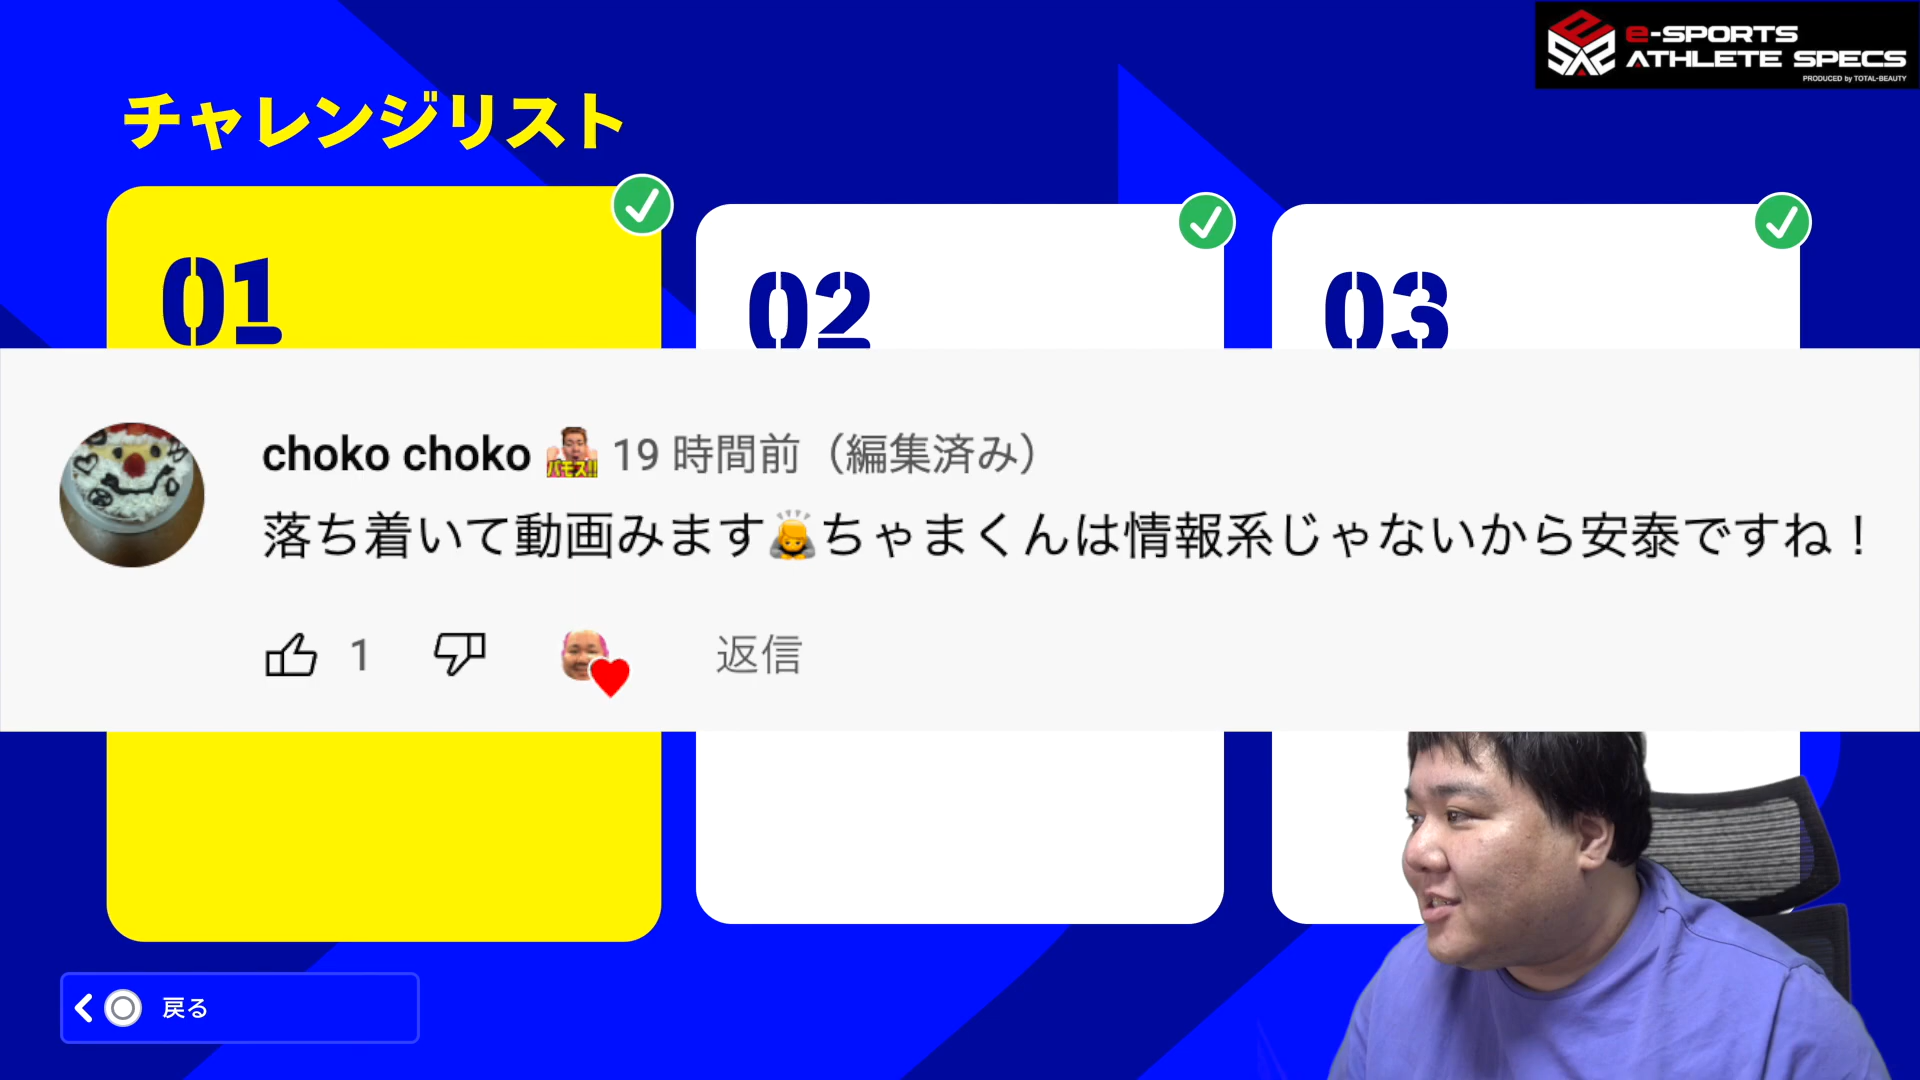 e-SPORTS
ATHLETE SPECS
PRODUCED by TOTAL-BEAUTY
チャレンジリスト
01
02
03
choko choko バモス!! 19 時間前（編集済み）
落ち着いて動画みます🙇ちゃまくんは情報系じゃないから安泰ですね！
1 返信
戻る